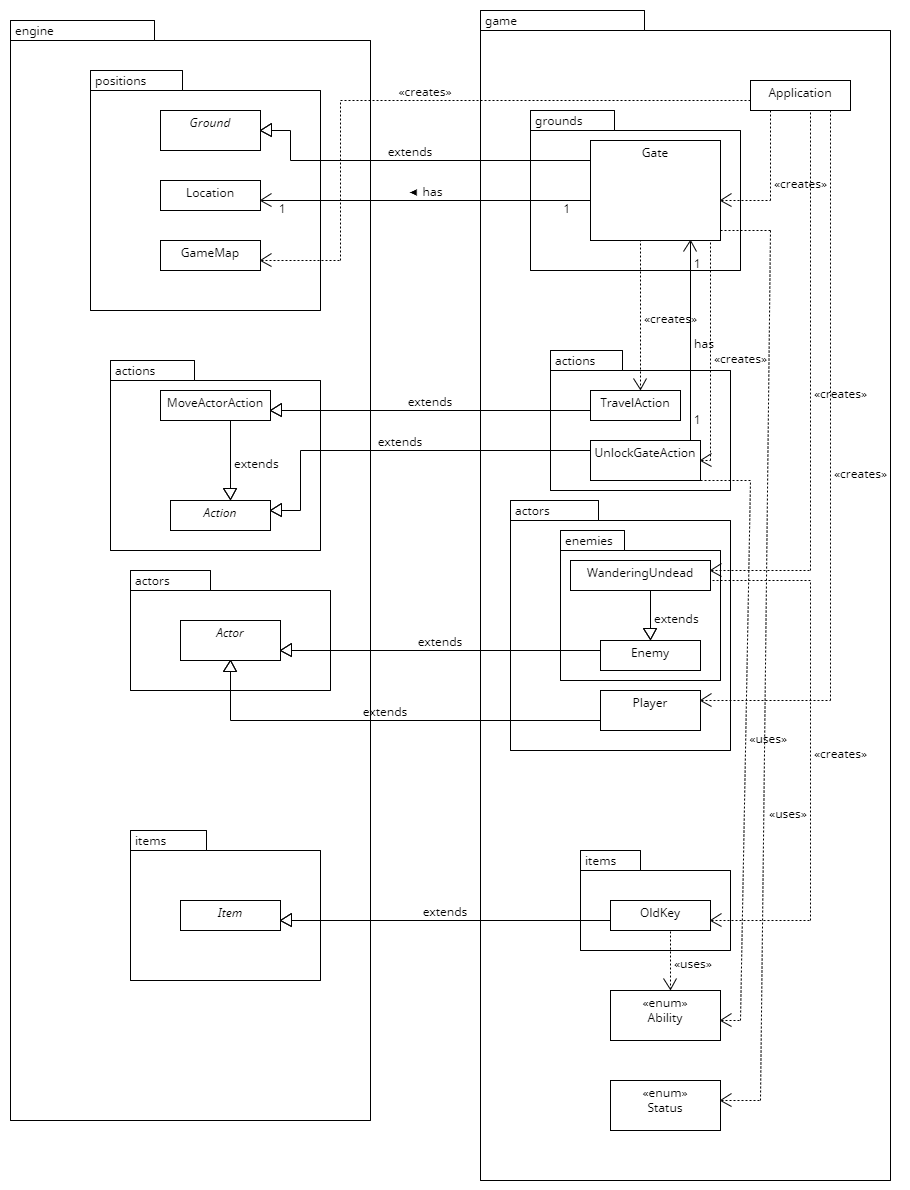 engine
game
positions
«creates»
Application
Ground
grounds
extends
Gate
Location
◄ has
1
1
«creates»
GameMap
1
«creates»
has
«creates»
actions
actions
MoveActorAction
extends
TravelAction
«creates»
1
extends
UnlockGateAction
extends
«creates»
Action
actors
enemies
actors
WanderingUndead
extends
Actor
extends
Enemy
extends
Player
«uses»
«creates»
«uses»
items
items
Item
extends
OldKey
«uses»
«enum»
Ability
«enum»
Status